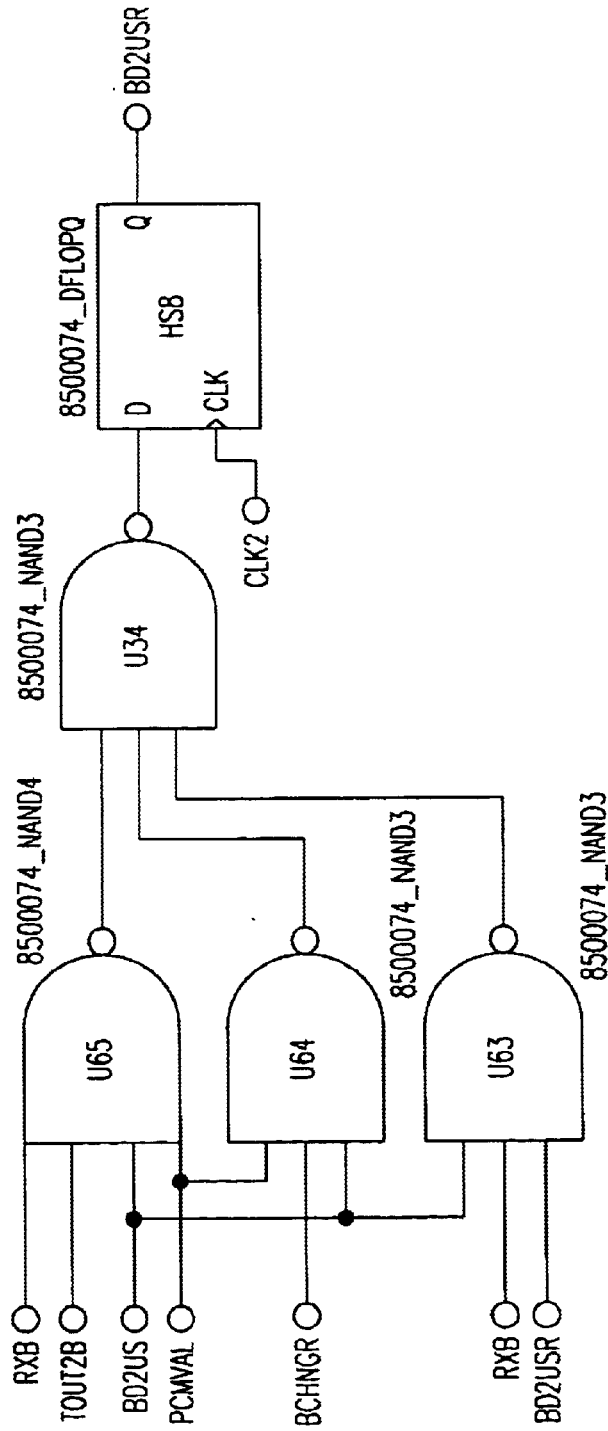 RXB
TOUT2B
BD2US
PCMVAL
BCHNGR
RXB
BD2USR
8500074_NAND4
U65
U64
8500074_NAND3
U63
8500074_NAND3
8500074_NAND3
U34
CLK2
8500074_DFLOPQ
D
Q
HSB
CLK
BD2USR